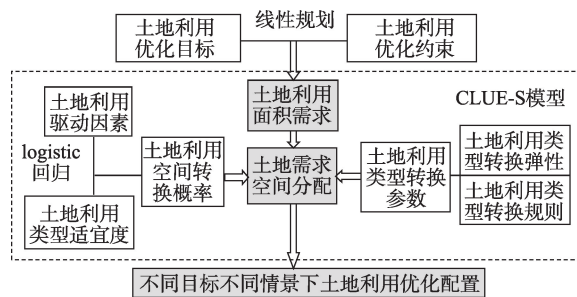 土地利用
优化目标
线性规划
土地利用
优化约束
土地利用
面积需求
CLUE-S模型
土地利用
驱动因素
logistic
回归
土地利用
类型适宜度
土地利用
空间转
换概率
土地需求
空间分配
土地利用
类型转换
参数
土地利用类
型转换弹性
土地利用类
型转换规则
不同目标不同情景下土地利用优化配置